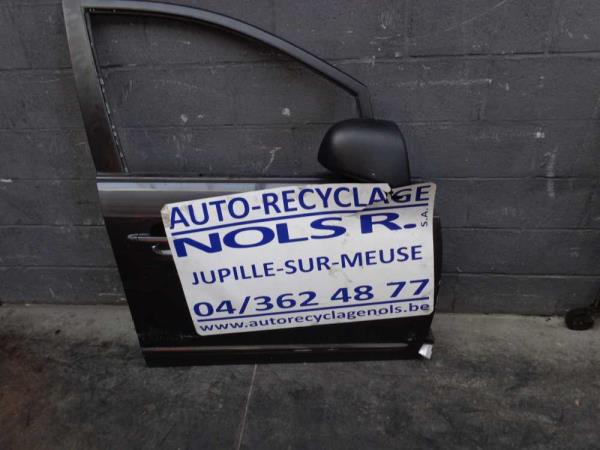 AUTO-RECYCLAGE
NOLS R. S.A.
JUPILLE-SUR-MEUSE
04/362 48 77
www.autorecyclagenols.be